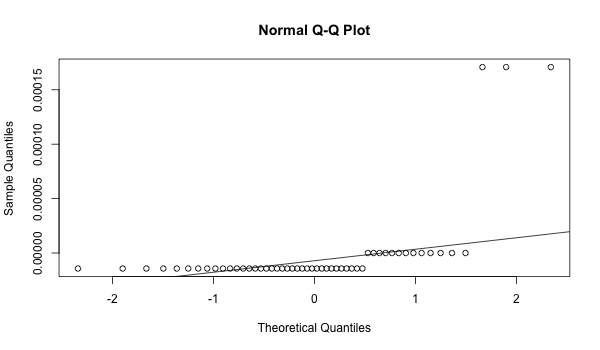 Normal Q-Q Plot
Sample Quantiles
0.00015
0.00010
0.00005
0.00000
-2 -1 0 1 2
Theoretical Quantiles